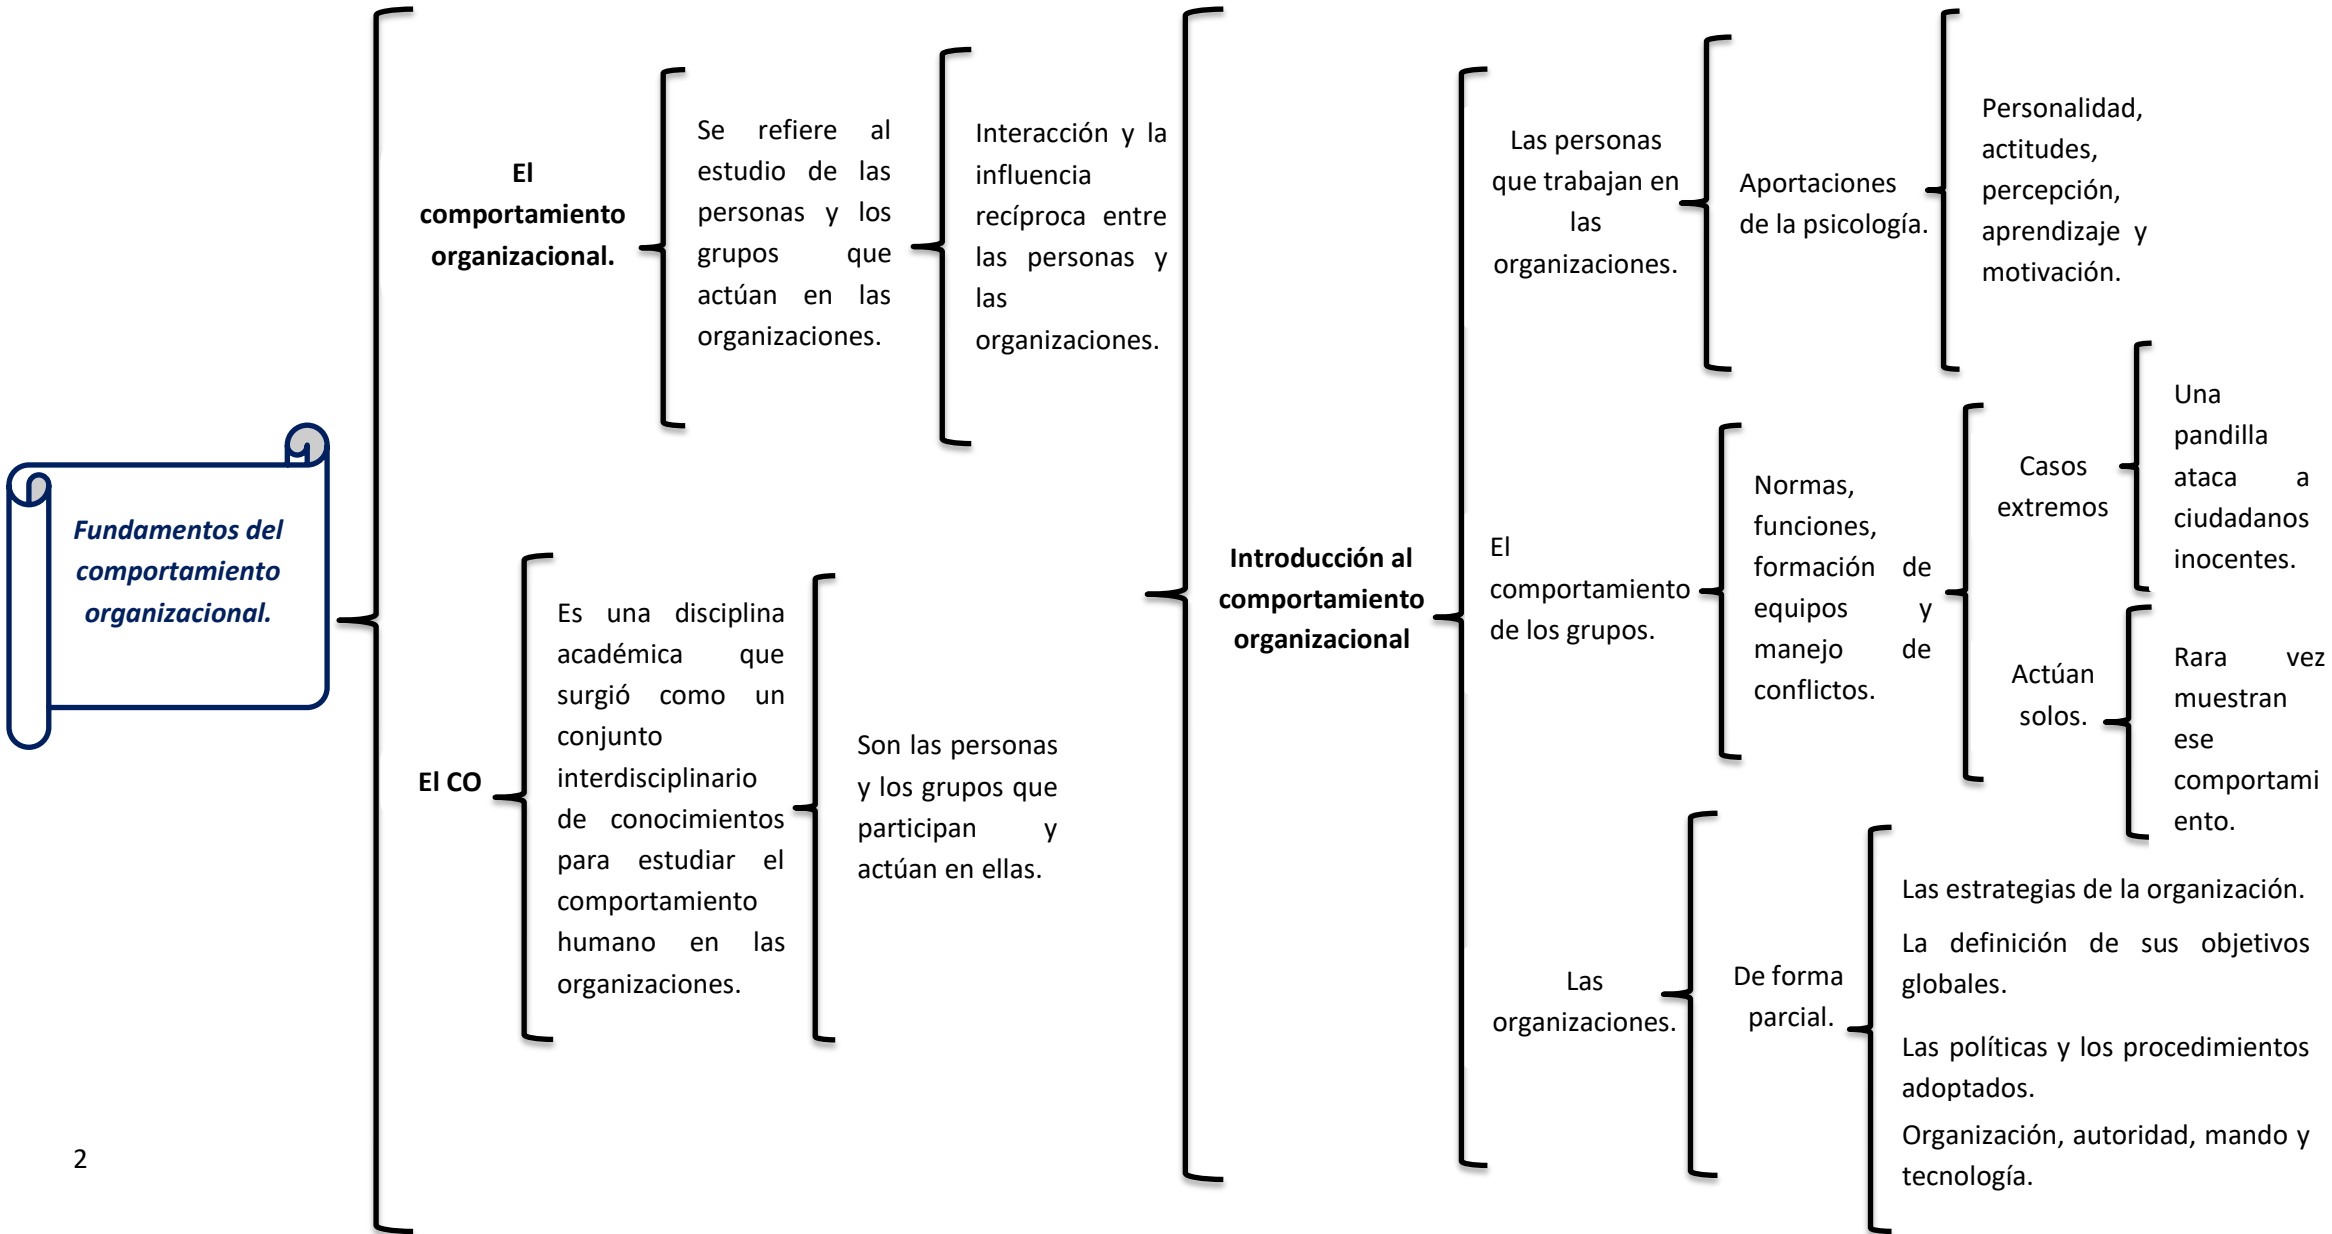 Fundamentos del
comportamiento
organizacional.
El
comportamiento
organizacional.
Se refiere al
estudio de las
personas y los
grupos que
actúan en las
organizaciones.
Interacción y la
influencia
recíproca entre
las personas y
las
organizaciones.
El CO
Es una disciplina
académica que
surgió como un
conjunto
interdisciplinario
de conocimientos
para estudiar el
comportamiento
humano en las
organizaciones.
Son las personas
y los grupos que
participan y
actúan en ellas.
Introducción al
comportamiento
organizacional
Las personas
que trabajan en
las
organizaciones.
Aportaciones
de la psicología.
Personalidad,
actitudes,
percepción,
aprendizaje y
motivación.
El
comportamiento
de los grupos.
Normas,
funciones,
formación de
equipos y
manejo de
conflictos.
Casos
extremos
Una
pandilla
ataca a
ciudadanos
inocentes.
Actúan
solos.
Rara vez
muestran
ese
comportami
ento.
Las
organizaciones.
De forma
parcial.
Las estrategias de la organización.
La definición de sus objetivos
globales.
Las políticas y los procedimientos
adoptados.
Organización, autoridad, mando y
tecnología.
2